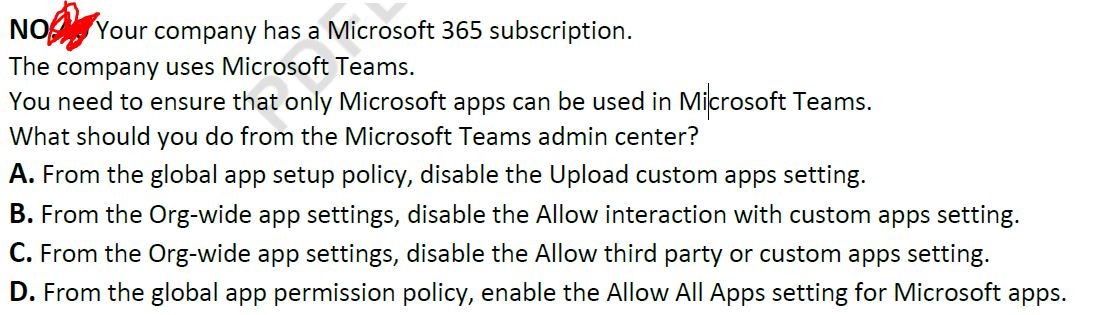 NO. Your company has a Microsoft 365 subscription.
The company uses Microsoft Teams.
You need to ensure that only Microsoft apps can be used in Microsoft Teams.
What should you do from the Microsoft Teams admin center?
A. From the global app setup policy, disable the Upload custom apps setting.
B. From the Org-wide app settings, disable the Allow interaction with custom apps setting.
C. From the Org-wide app settings, disable the Allow third party or custom apps setting.
D. From the global app permission policy, enable the Allow All Apps setting for Microsoft apps.